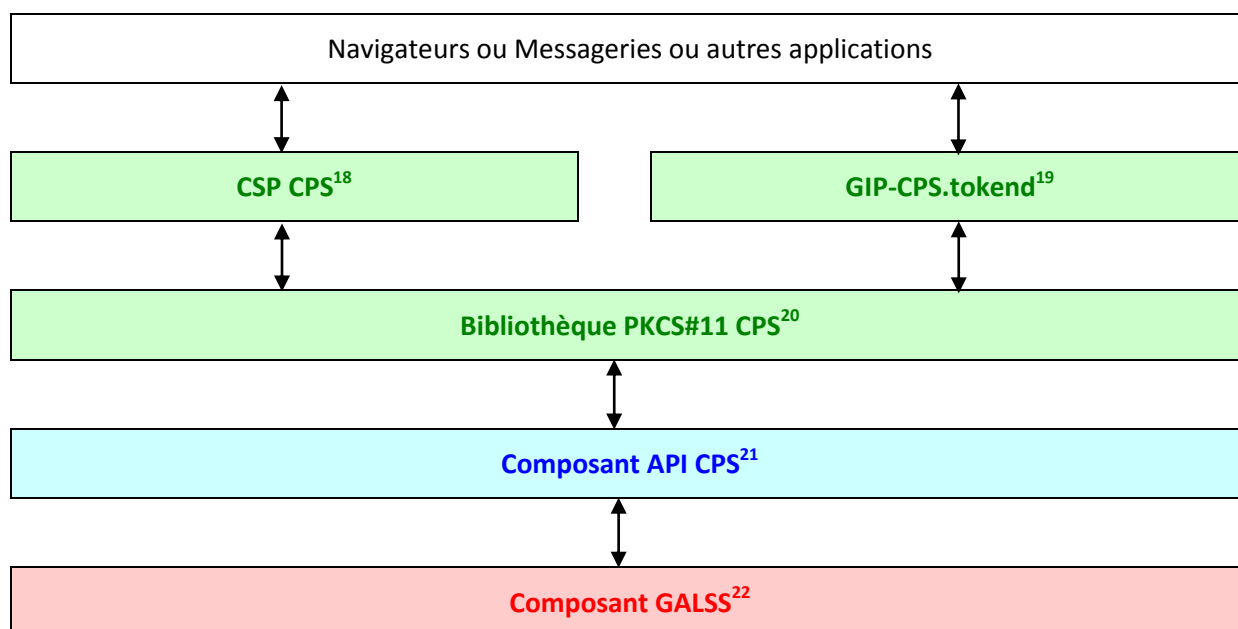 Navigateurs ou Messageries ou autres applications
CSP CPS18
GIP-CPS.tokend19
Bibliothèque PKCS#11 CPS20
Composant API CPS21
Composant GALSS22